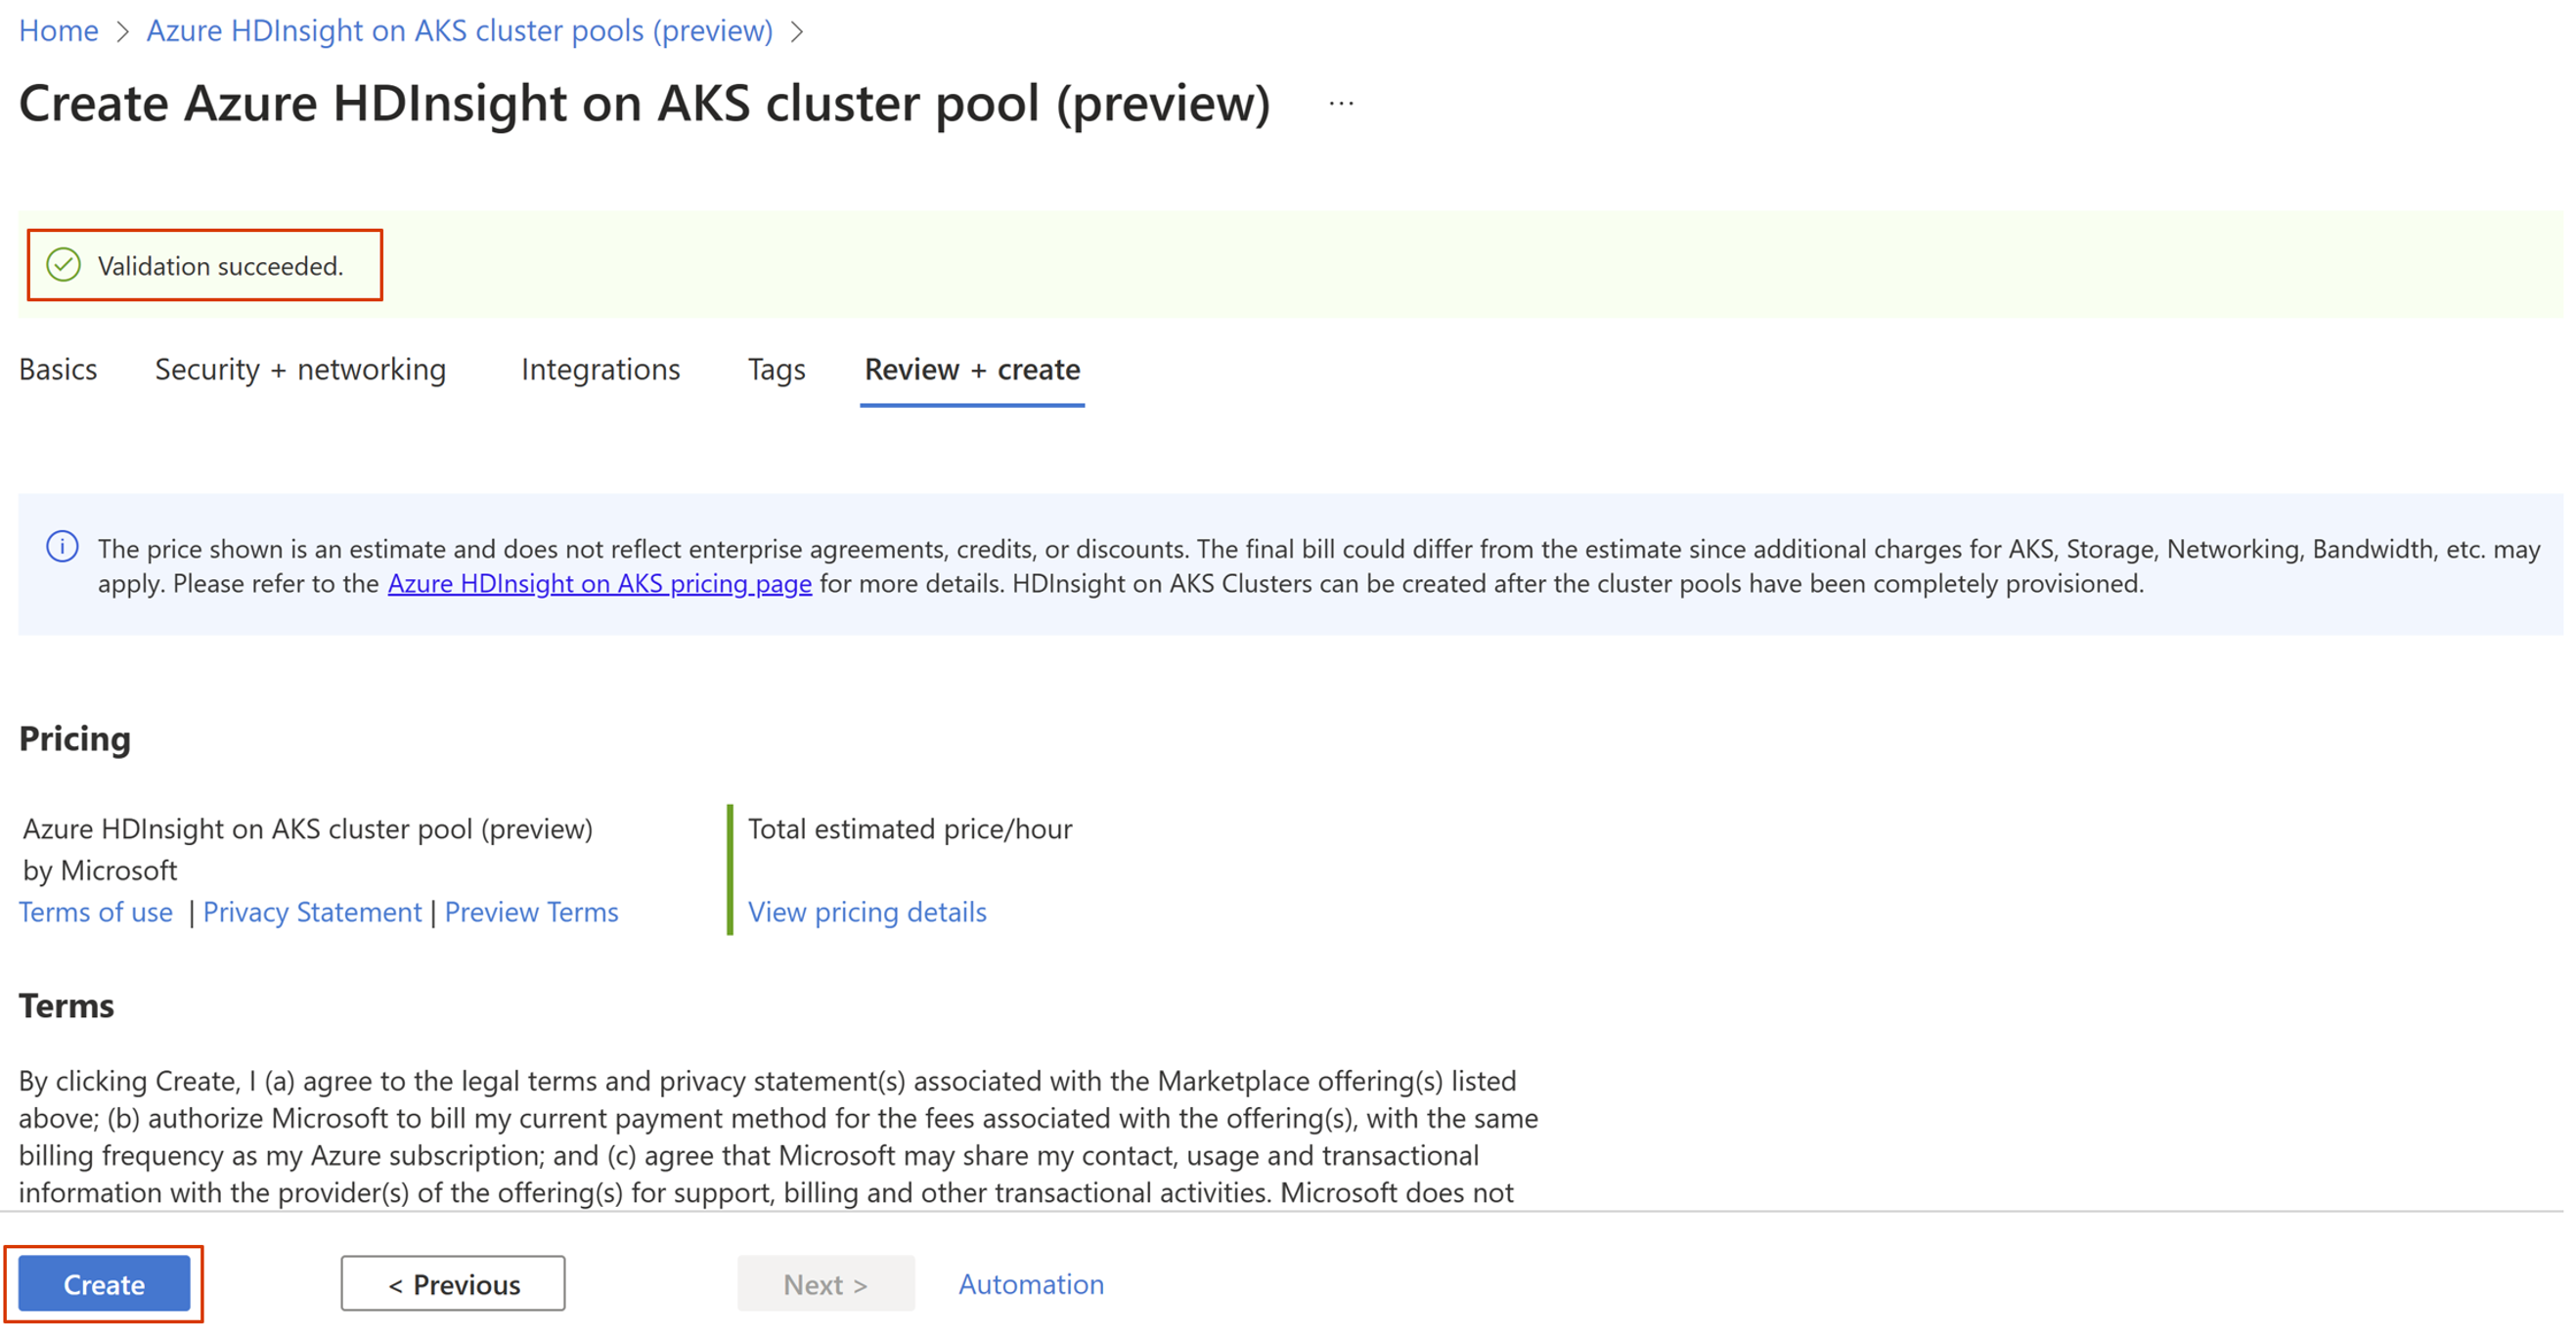 Home > Azure HDInsight on AKS cluster pools (preview) >
Create Azure HDInsight on AKS cluster pool (preview) ...
Validation succeeded.
Basics Security + networking Integrations Tags Review + create
The price shown is an estimate and does not reflect enterprise agreements, credits, or discounts. The final bill could differ from the estimate since additional charges for AKS, Storage, Networking, Bandwidth, etc. may
apply. Please refer to the Azure HDInsight on AKS pricing page for more details. HDInsight on AKS Clusters can be created after the cluster pools have been completely provisioned.
Pricing
Azure HDInsight on AKS cluster pool (preview)
by Microsoft
Terms of use | Privacy Statement | Preview Terms
Total estimated price/hour
View pricing details
Terms
By clicking Create, I (a) agree to the legal terms and privacy statement(s) associated with the Marketplace offering(s) listed
above; (b) authorize Microsoft to bill my current payment method for the fees associated with the offering(s), with the same
billing frequency as my Azure subscription; and (c) agree that Microsoft may share my contact, usage and transactional
information with the provider(s) of the offering(s) for support, billing and other transactional activities. Microsoft does not
Create < Previous Next > Automation